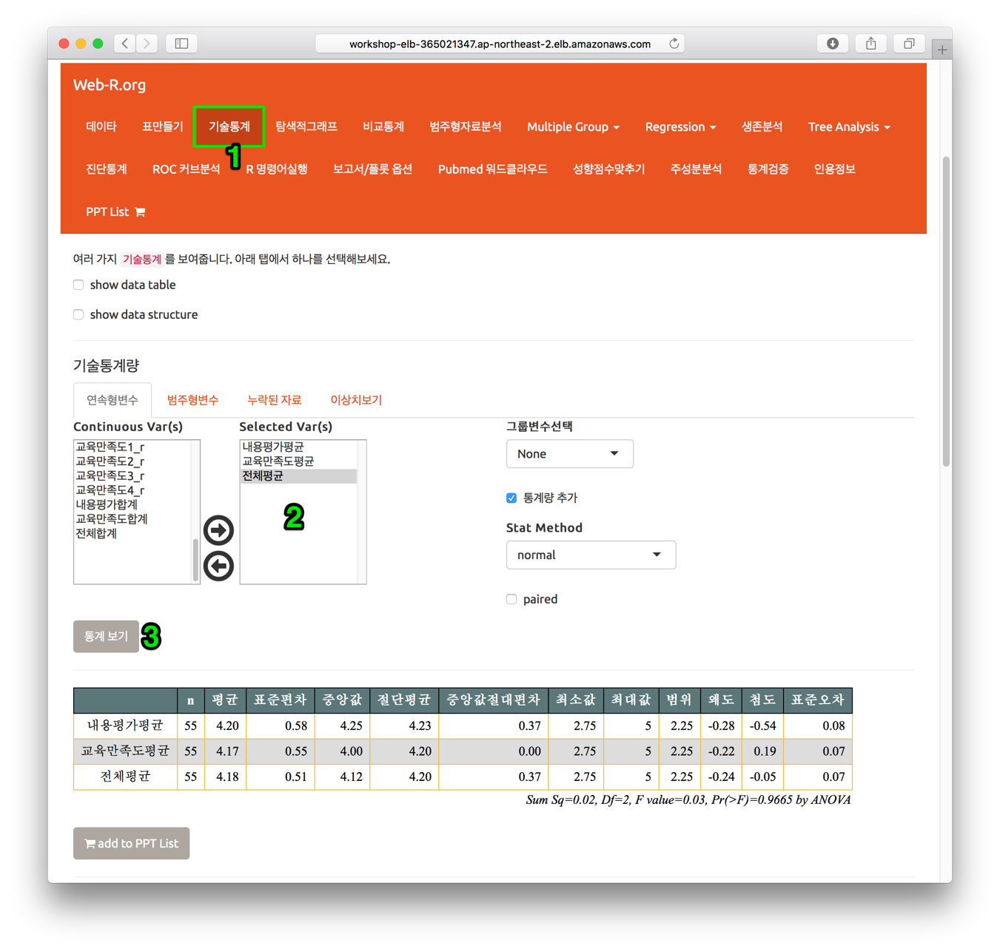 workshop-elb-365021347.ap-northeast-2.elb.amazonaws.com
Web-R.org
데이타 표만들기 기술통계 탐색적그래프 비교통계 범주형자료분석 Multiple Group Regression 생존분석 Tree Analysis
1
진단통계 ROC 커브분석 R 명령어실행 보고서/플롯 옵션 Pubmed 워드클라우드 성향점수맞추기 주성분분석 통계검증 인용정보
PPT List
여러 가지 기술통계 를 보여줍니다. 아래 탭에서 하나를 선택해보세요.
show data table
show data structure
기술통계량
연속형변수 범주형변수 누락된 자료 이상치보기
Continuous Var(s) Selected Var(s) 그룹변수선택
교육만족도1_r 내용평가평균 None
교육만족도2_r 교육만족도평균
교육만족도3_r 전체평균
교육만족도4_r
내용평가합계
교육만족도합계
전체합계
2
통계량 추가
Stat Method
normal
paired
통계 보기 3
n 평균 표준편차 중앙값 절단평균 중앙값절대편차 최소값 최대값 범위 왜도 첨도 표준오차
내용평가평균 55 4.20 0.58 4.25 4.23 0.37 2.75 5 2.25 -0.28 -0.54 0.08
교육만족도평균 55 4.17 0.55 4.00 4.20 0.00 2.75 5 2.25 -0.22 0.19 0.07
전체평균 55 4.18 0.51 4.12 4.20 0.37 2.75 5 2.25 -0.24 -0.05 0.07
Sum Sq=0.02, Df=2, F value=0.03, Pr(>F)=0.9665 by ANOVA
add to PPT List